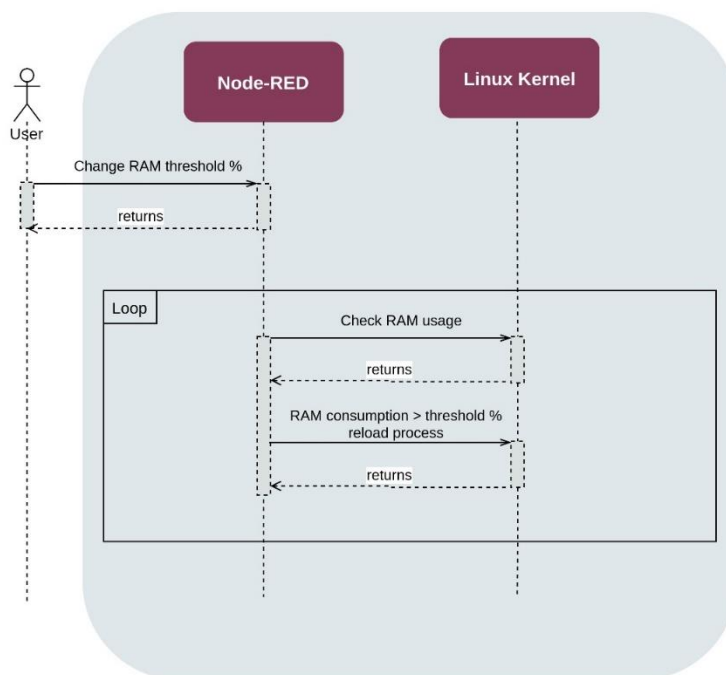 Node-RED
Linux Kernel
User
Change RAM threshold %
returns
Loop
Check RAM usage
returns
RAM consumption > threshold %
reload process
returns